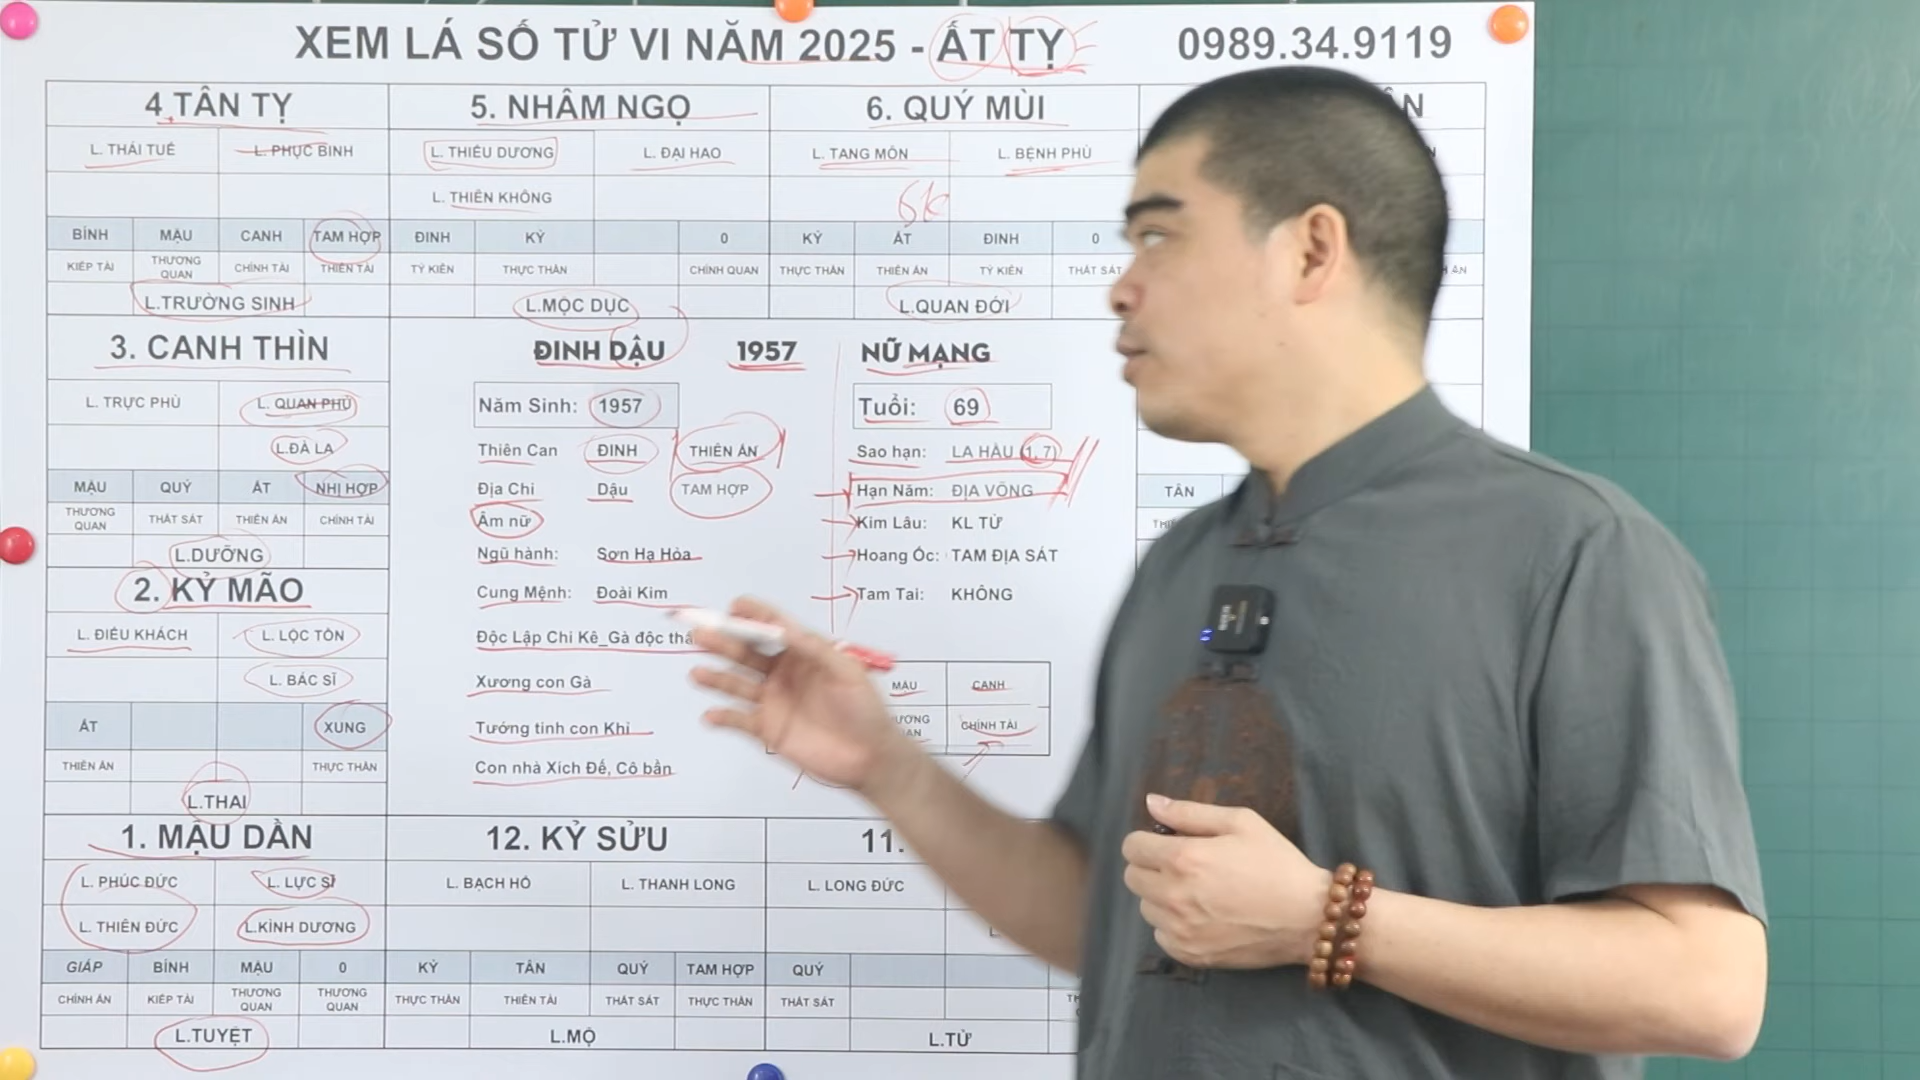 XEM LÁ SỐ TỬ VI NĂM 2025 - ẤT TỴ 0989.34.9119
4.TÂN TỴ 5. NHÂM NGỌ 6. QUÝ MÙI
L. THÁI TUẾ L. PHỤC BINH L. THIẾU DƯƠNG L. ĐẠI HAO L. TANG MÔN L. BỆNH PHÙ
L. THIÊN KHÔNG 6k
BÍNH MẬU CANH TAM HỢP ĐINH KỶ 0 KỶ ẤT ĐINH 0
KIẾP TÀI THƯƠNG QUAN CHÍNH TÀI THIÊN TÀI TỶ KIÊN THỰC THẦN CHÍNH QUAN THỰC THẦN THIÊN ẤN TỶ KIÊN THẤT SÁT
L.TRƯỜNG SINH L.MỘC DỤC L.QUAN ĐỚI
3. CANH THÌN
L. TRỰC PHÙ L. QUAN PHỦ
L.ĐÀ LA
MẬU QUÝ ẤT NHỊ HỢP
THƯƠNG QUAN THẤT SÁT THIÊN ẤN CHÍNH TÀI
L.DƯỠNG
2. KỶ MÃO
L. ĐIẾU KHÁCH L. LỘC TỒN
L. BÁC SĨ
ẤT XUNG
THIÊN ẤN THỰC THẦN
L.THAI
ĐINH DẬU 1957 NỮ MẠNG
Năm Sinh: 1957 Tuổi: 69
Thiên Can ĐINH THIÊN ẤN Sao hạn: LA HẦU (1, 7)
Địa Chi Dậu TAM HỢP Hạn Năm: ĐỊA VÕNG
Âm nữ Kim Lâu: KL TỬ
Ngũ hành: Sơn Hạ Hỏa Hoang Ốc: TAM ĐỊA SÁT
Cung Mệnh: Đoài Kim Tam Tai: KHÔNG
Độc Lập Chi Kê_Gà độc
Xương con Gà MẬU CANH
Tướng tinh con Khỉ CHÍNH TÀI
Con nhà Xích Đế, Cô bần
TÂN
1. MẬU DẦN 12. KỶ SỬU 11.
L. PHÚC ĐỨC L. LỰC SĨ L. BẠCH HỔ L. THANH LONG L. LONG ĐỨC
L. THIÊN ĐỨC L.KÌNH DƯƠNG
GIÁP BÍNH MẬU 0 KỶ TÂN QUÝ TAM HỢP QUÝ
CHÍNH ẤN KIẾP TÀI THƯƠNG QUAN THƯƠNG QUAN THỰC THẦN THIÊN TÀI THẤT SÁT THỰC THẦN THẤT SÁT
L.TUYỆT L.MỘ L.TỬ